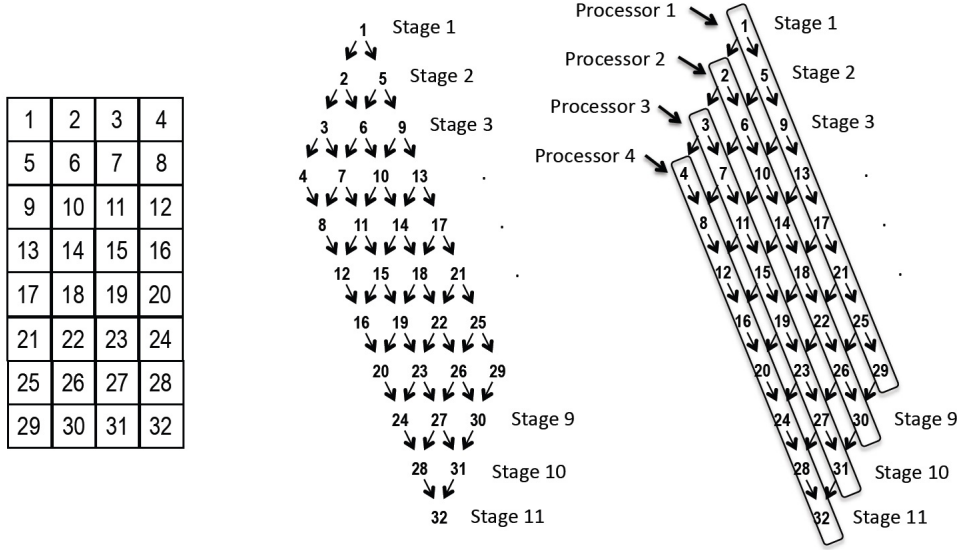 1 2 3 4
5 6 7 8
9 10 11 12
13 14 15 16
17 18 19 20
21 22 23 24
25 26 27 28
29 30 31 32
1 Stage 1
2 5 Stage 2
3 6 9 Stage 3
4 7 10 13 .
8 11 14 17 .
12 15 18 21 .
16 19 22 25
20 23 26 29
24 27 30 Stage 9
28 31 Stage 10
32 Stage 11
Processor 1
1 Stage 1
Processor 2
2 5 Stage 2
Processor 3
3 6 9 Stage 3
Processor 4
4 7 10 13 .
8 11 14 17 .
12 15 18 21 .
16 19 22 25
20 23 26 29
24 27 30 Stage 9
28 31 Stage 10
32 Stage 11